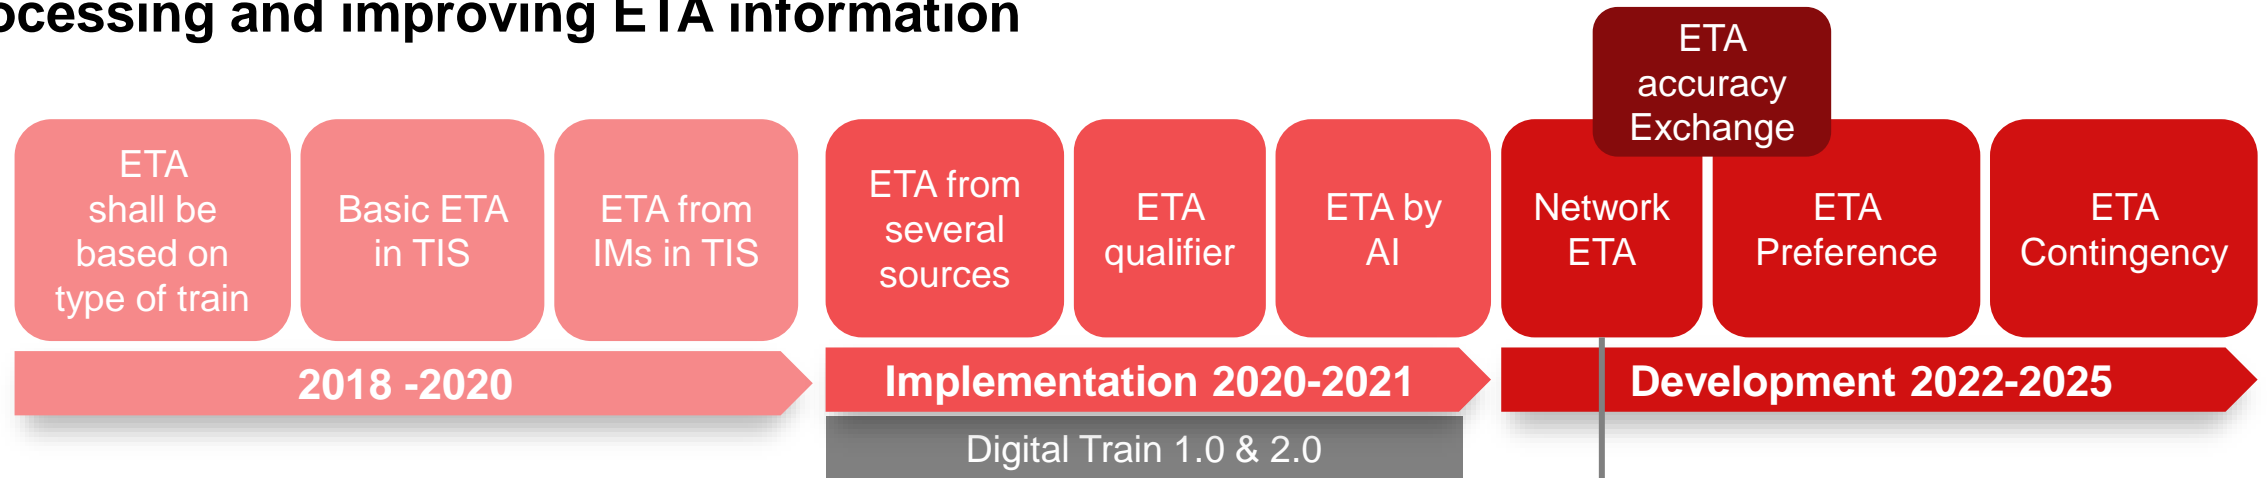 ocessing and improving ETA information
ETA
accuracy
Exchange
ETA
shall be
based on
type of train
Basic ETA
in TIS
ETA from
IMs in TIS
ETA from
several
sources
ETA
qualifier
ETA by
AI
Network
ETA
ETA
Preference
ETA
Contingency
2018 -2020
Implementation 2020-2021
Development 2022-2025
Digital Train 1.0 & 2.0